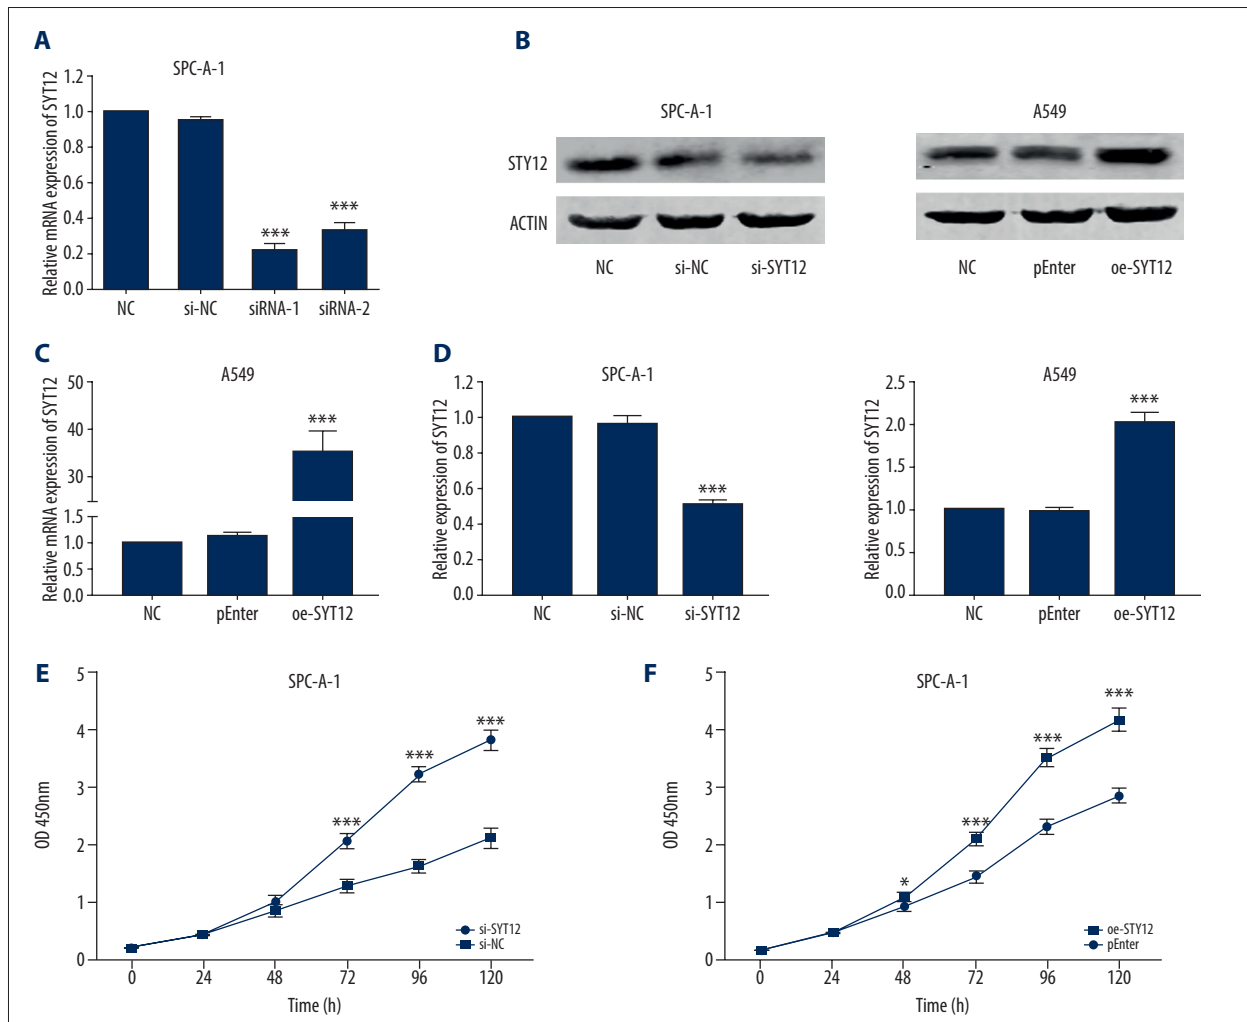 A
SPC-A-1
Relative mRNA expression of SYT12
1.2
1.0
0.8
0.6
0.4
0.2
0.0
***
***
NC si-NC siRNA-1 siRNA-2
B
SPC-A-1 A549
STY12
ACTIN
NC si-NC si-SYT12 NC pEnter oe-SYT12
C
A549
Relative mRNA expression of SYT12
50
40
30
1.5
1.0
0.5
0.0
***
NC pEnter oe-SYT12
D
SPC-A-1
Relative expression of SYT12
1.2
1.0
0.8
0.6
0.4
0.2
0.0
***
NC si-NC si-SYT12
A549
Relative expression of SYT12
2.5
2.0
1.5
1.0
0.5
0.0
***
NC pEnter oe-SYT12
E
SPC-A-1
OD 450nm
5
4
3
2
1
0
***
***
***
si-SYT12
si-NC
0 24 48 72 96 120
Time (h)
F
SPC-A-1
OD 450nm
5
4
3
2
1
0
*
***
***
***
oe-STY12
pEnter
0 24 48 72 96 120
Time (h)